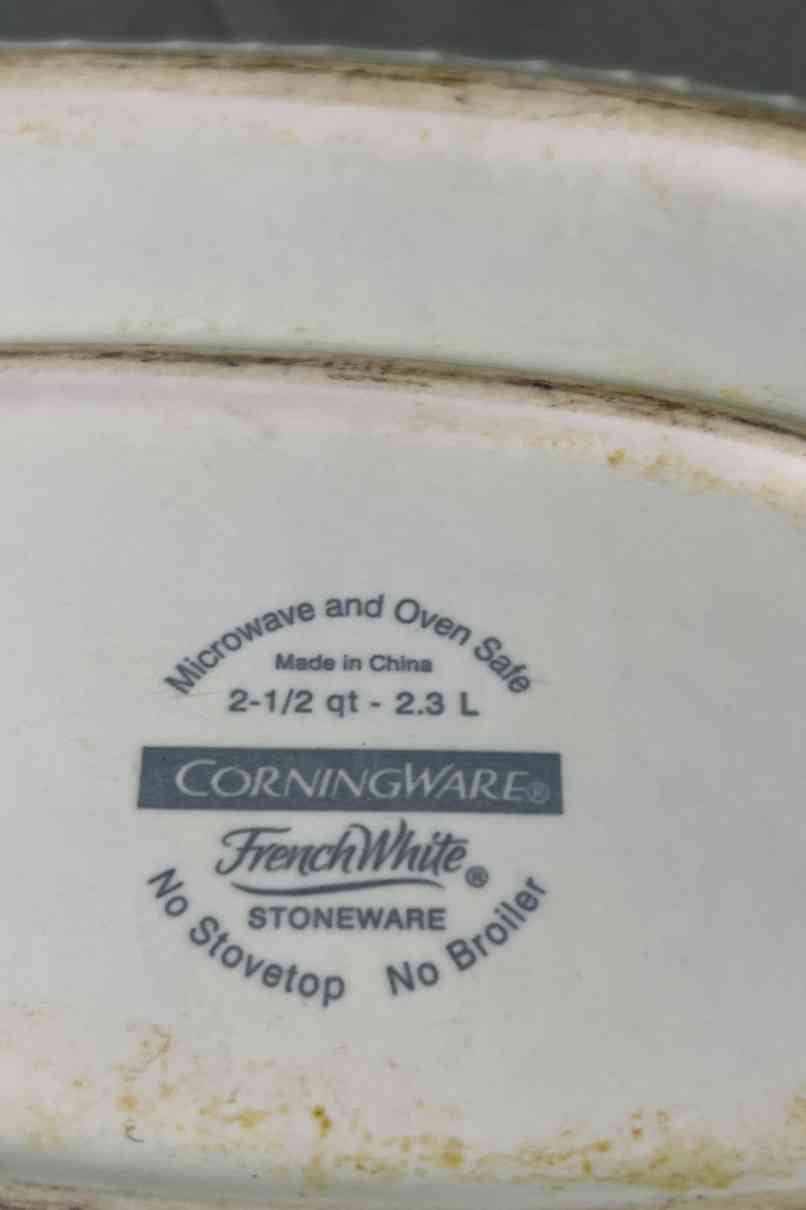 Microwave and Oven Safe
Made in China
2-1/2 qt - 2.3 L
CORNINGWARE®
FrenchWhite®
STONEWARE
No Stovetop No Broiler